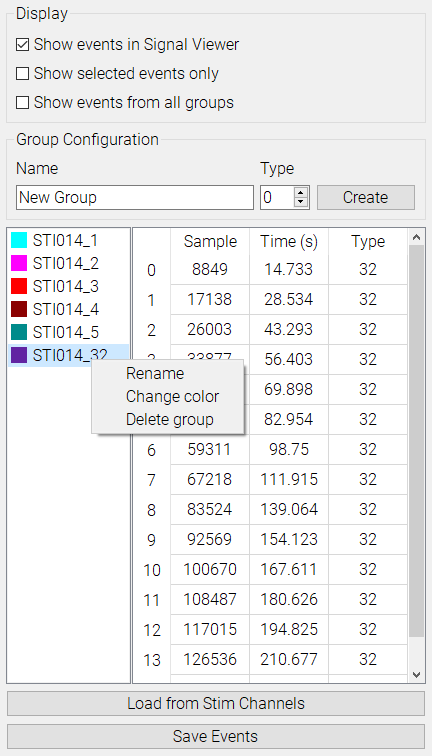 Display
Show events in Signal Viewer
Show selected events only
Show events from all groups
Group Configuration
Name Type
New Group 0 Create
STI014_1
STI014_2
STI014_3
STI014_4
STI014_5
STI014_32
Rename
Change color
Delete group
Sample Time (s) Type
0 8849 14.733 32
1 17138 28.534 32
2 26003 43.293 32
3 33877 56.403 32
69.898 32
82.954 32
6 59311 98.75 32
7 67218 111.915 32
8 83524 139.064 32
9 92569 154.123 32
10 100670 167.611 32
11 108487 180.626 32
12 117015 194.825 32
13 126536 210.677 32
Load from Stim Channels
Save Events